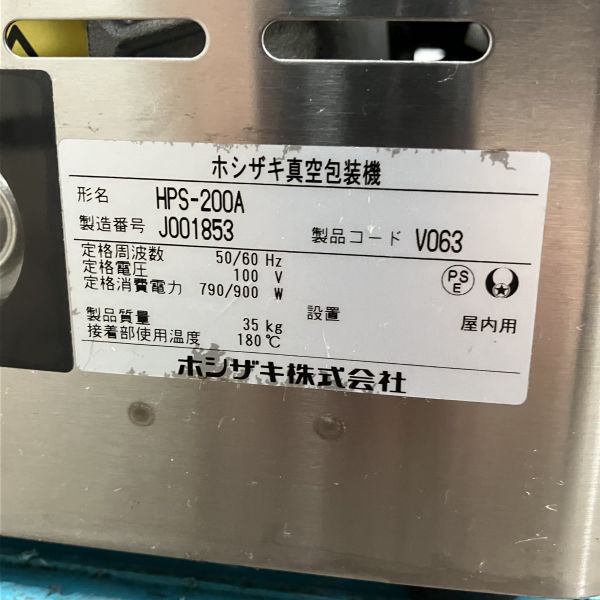 ホシザキ真空包装機
形名 HPS-200A
製造番号 J001853 製品コード V063
定格周波数 50/60 Hz
定格電圧 100 V
定格消費電力 790/900 W
PSE
製品質量 35 kg 設置 屋内用
接着部使用温度 180℃
ホシザキ株式会社